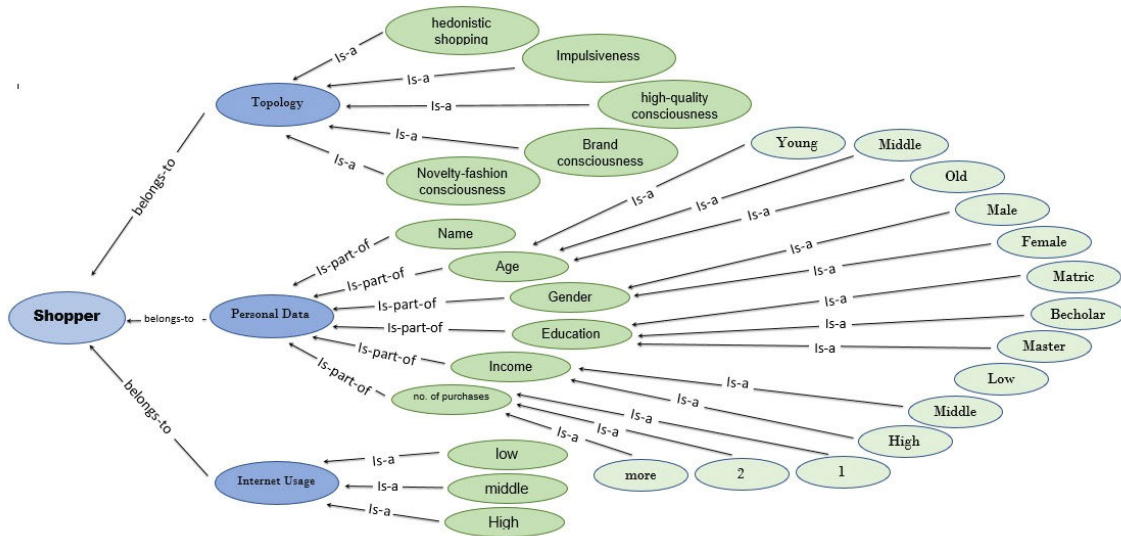 hedonistic
shopping
Is-a
Impulsiveness
Is-a
Topology
high-quality
consciousness
Is-a
Brand
consciousness
Is-a
Novelty-fashion
consciousness
Is-a
belongs-to
Young
Middle
Old
Male
Female
Matric
Becholar
Master
Low
Middle
High
1
2
more
Is-a
Is-a
Is-a
Is-a
Is-a
Is-a
Is-a
Is-a
Is-a
Is-a
Is-a
Is-a
Is-a
Name
Age
Gender
Education
Income
no. of purchases
Is-part-of
Is-part-of
Is-part-of
Is-part-of
Is-part-of
Is-part-of
Personal Data
belongs-to
Shopper
belongs-to
Internet Usage
Is-a
low
Is-a
middle
Is-a
High